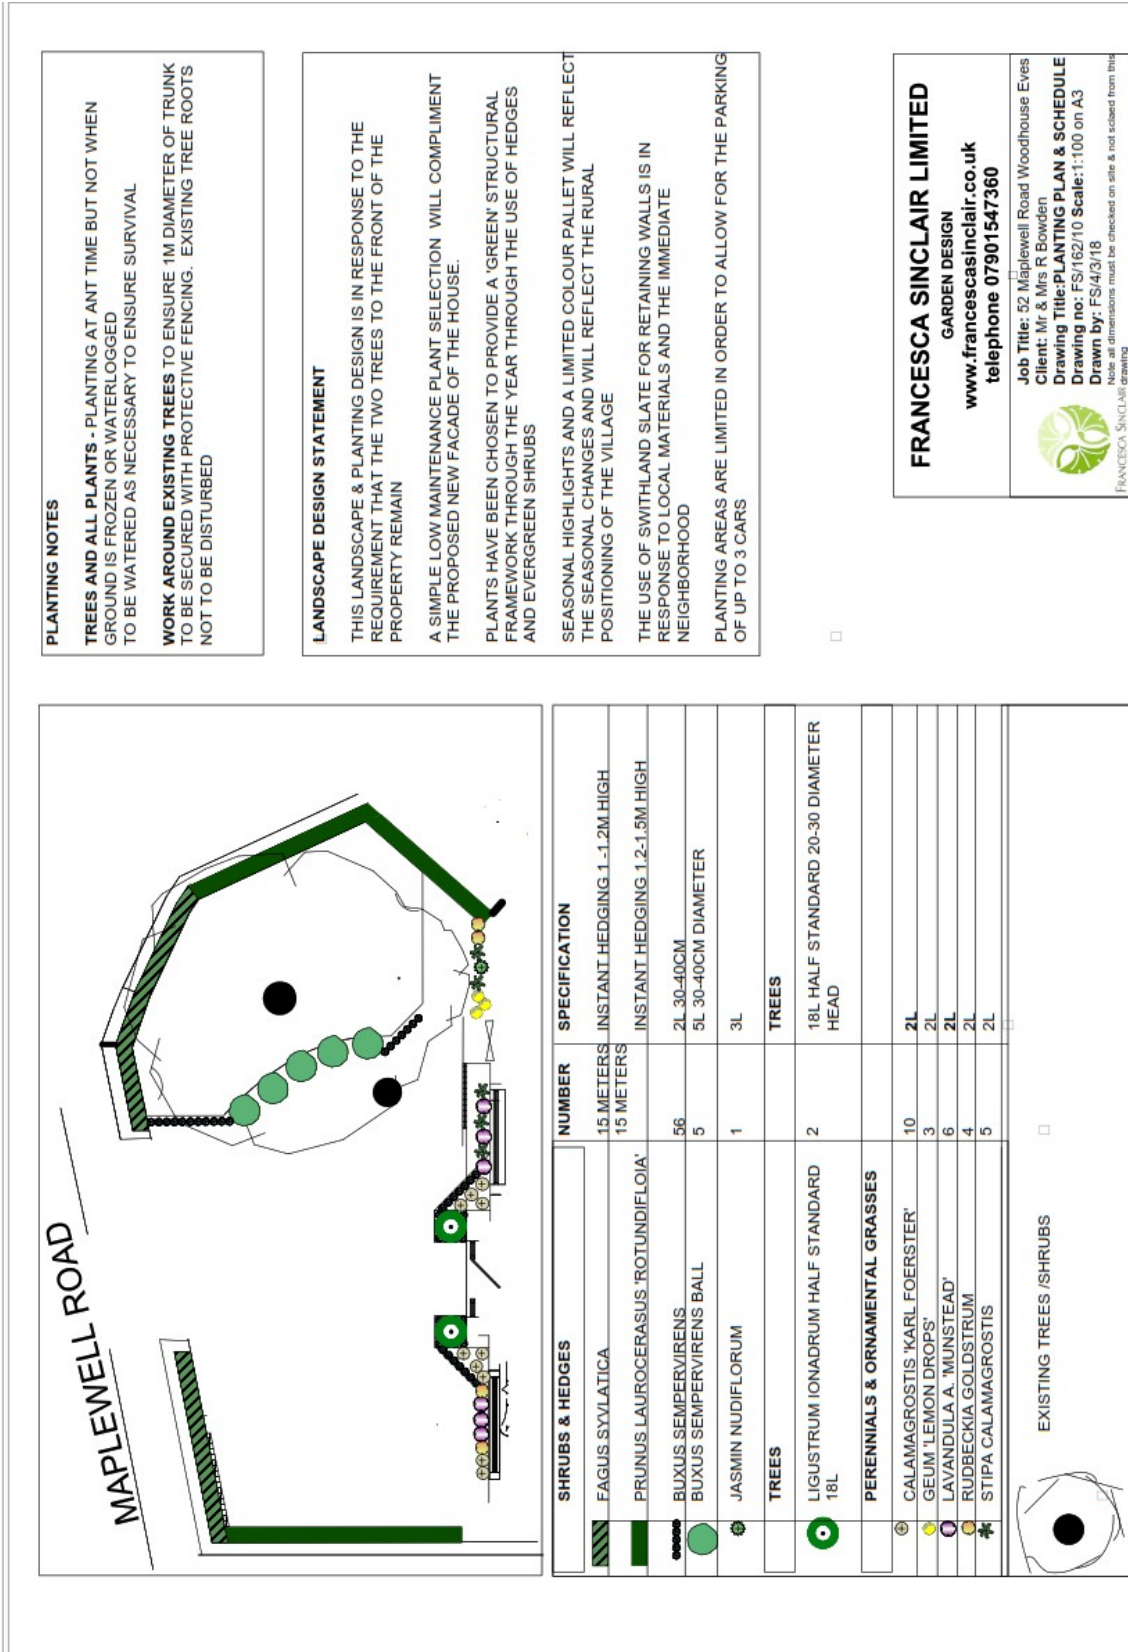 MAPLEWELL ROAD
SHRUBS & HEDGES NUMBER SPECIFICATION
FAGUS SYVLATICA 15 METERS INSTANT HEDGING 1 -1.2M HIGH
15 METERS
PRUNUS LAUROCERASUS 'ROTUNDIFLOIA' INSTANT HEDGING 1.2-1.5M HIGH
BUXUS SEMPERVIRENS 56 2L 30-40CM
BUXUS SEMPERVIRENS BALL 5 5L 30-40CM DIAMETER
JASMIN NUDIFLORUM 1 3L
TREES TREES
LIGUSTRUM IONADRUM HALF STANDARD 2 18L HALF STANDARD 20-30 DIAMETER
18L HEAD
PERENNIALS & ORNAMENTAL GRASSES
CALAMAGROSTIS 'KARL FOERSTER' 10 2L
GEUM 'LEMON DROPS' 3 2L
LAVANDULA A. 'MUNSTEAD' 6 2L
RUDBECKIA GOLDSTRUM 4 2L
STIPA CALAMAGROSTIS 5 2L
EXISTING TREES /SHRUBS
PLANTING NOTES
TREES AND ALL PLANTS - PLANTING AT ANT TIME BUT NOT WHEN
GROUND IS FROZEN OR WATERLOGGED
TO BE WATERED AS NECESSARY TO ENSURE SURVIVAL
WORK AROUND EXISTING TREES TO ENSURE 1M DIAMETER OF TRUNK
TO BE SECURED WITH PROTECTIVE FENCING. EXISTING TREE ROOTS
NOT TO BE DISTURBED
LANDSCAPE DESIGN STATEMENT
THIS LANDSCAPE & PLANTING DESIGN IS IN RESPONSE TO THE
REQUIREMENT THAT THE TWO TREES TO THE FRONT OF THE
PROPERTY REMAIN
A SIMPLE LOW MAINTENANCE PLANT SELECTION WILL COMPLIMENT
THE PROPOSED NEW FACADE OF THE HOUSE.
PLANTS HAVE BEEN CHOSEN TO PROVIDE A 'GREEN' STRUCTURAL
FRAMEWORK THROUGH THE YEAR THROUGH THE USE OF HEDGES
AND EVERGREEN SHRUBS
SEASONAL HIGHLIGHTS AND A LIMITED COLOUR PALLET WILL REFLECT
THE SEASONAL CHANGES AND WILL REFLECT THE RURAL
POSITIONING OF THE VILLAGE
THE USE OF SWITHLAND SLATE FOR RETAINING WALLS IS IN
RESPONSE TO LOCAL MATERIALS AND THE IMMEDIATE
NEIGHBORHOOD
PLANTING AREAS ARE LIMITED IN ORDER TO ALLOW FOR THE PARKING
OF UP TO 3 CARS
FRANCESCA SINCLAIR LIMITED
GARDEN DESIGN
www.francescasinclair.co.uk
telephone 07901547360
Job Title: 52 Maplewell Road Woodhouse Eves
Client: Mr & Mrs R Bowden
Drawing Title:PLANTING PLAN & SCHEDULE
Drawing no: FS/162/10 Scale:1:100 on A3
Drawn by: FS/4/3/18
Note all dimensions must be checked on site & not sclaed from this
drawing
FRANCESCA SINCLAIR